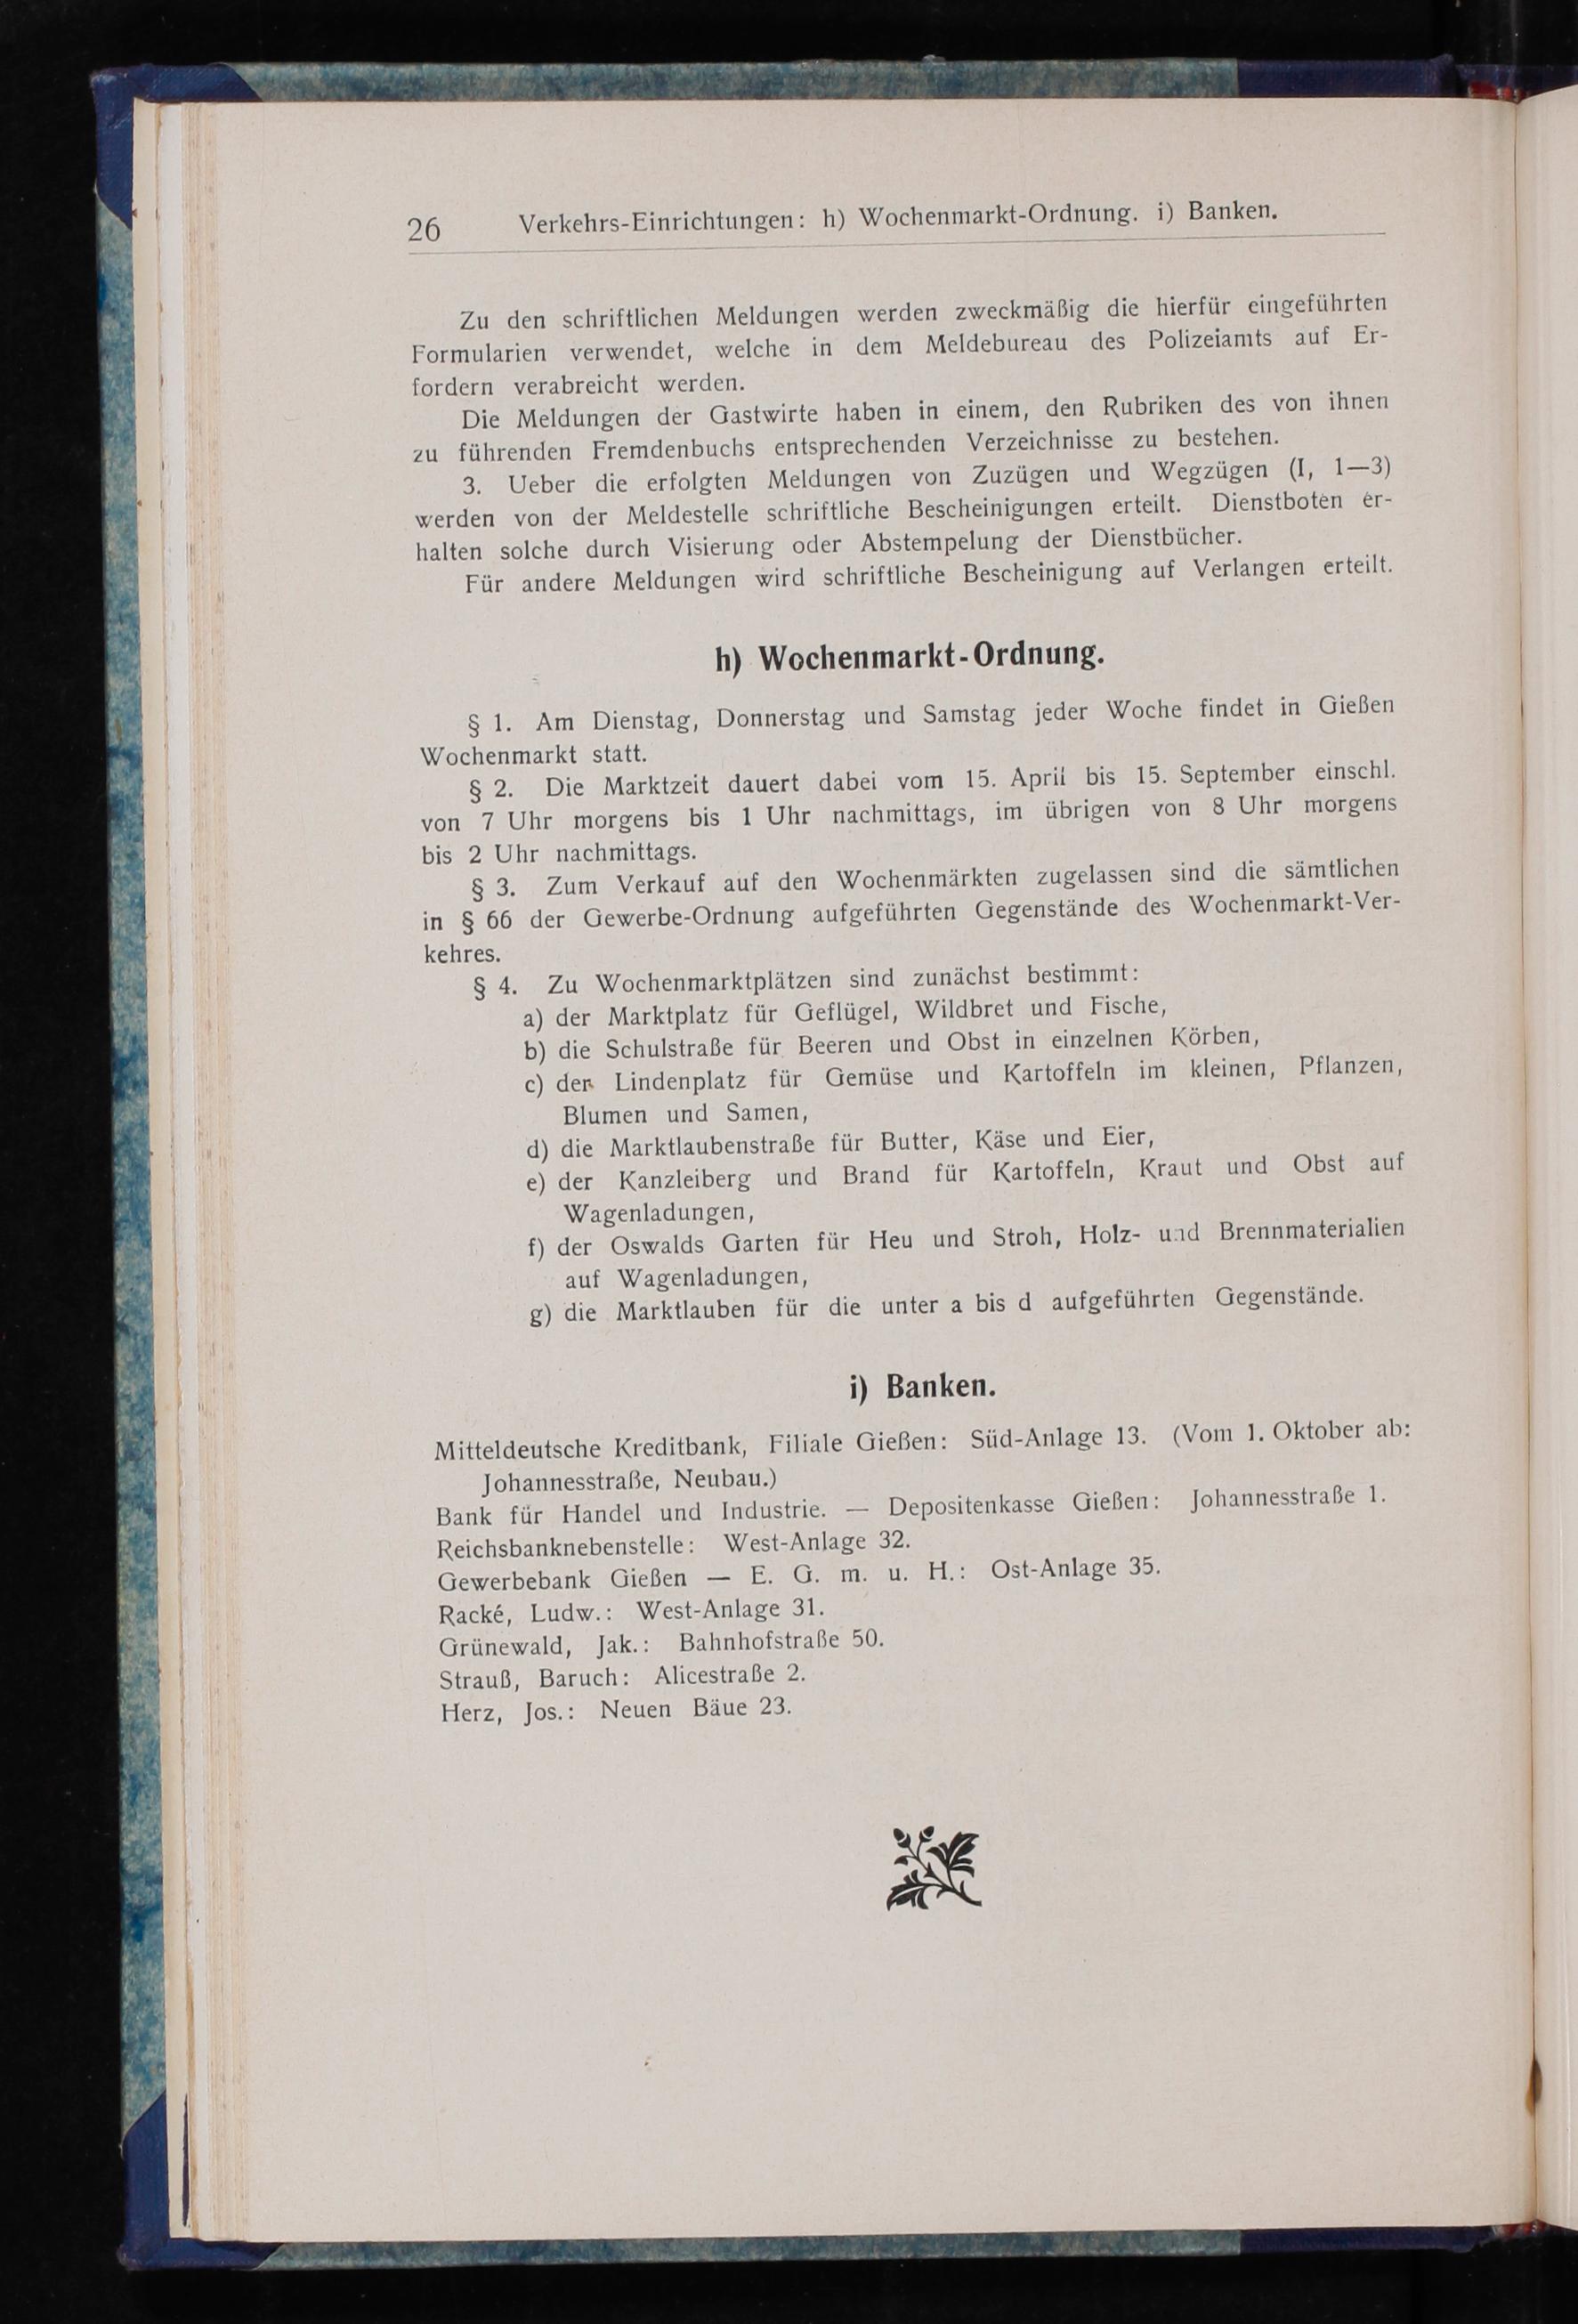 26 Verkehrs-Einrichtungen: h) Wochenmarkt-Ordnung. i) Banken.
Zu den schriftlichen Meldungen werden zweckmäßig die hierfür eingeführten
Formularien verwendet, welche in dem Meldebureau des Polizeiamts auf Er-
fordern verabreicht werden.
Die Meldungen der Gastwirte haben in einem, den Rubriken des von ihnen
zu führenden Fremdenbuchs entsprechenden Verzeichnisse zu bestehen.
3. Ueber die erfolgten Meldungen von Zuzügen und Wegzügen (I, 1—3)
werden von der Meldestelle schriftliche Bescheinigungen erteilt. Dienstboten er-
halten solche durch Visierung oder Abstempelung der Dienstbücher.
Für andere Meldungen wird schriftliche Bescheinigung auf Verlangen erteilt.
h) Wochenmarkt-Ordnung.
§ 1. Am Dienstag, Donnerstag und Samstag jeder Woche findet in Gießen
Wochenmarkt statt.
§ 2. Die Marktzeit dauert dabei vom 15. April bis 15. September einschl.
von 7 Uhr morgens bis 1 Uhr nachmittags, im übrigen von 8 Uhr morgens
bis 2 Uhr nachmittags.
§ 3. Zum Verkauf auf den Wochenmärkten zugelassen sind die sämtlichen
in § 66 der Gewerbe-Ordnung aufgeführten Gegenstände des Wochenmarkt-Ver-
kehres.
§ 4. Zu Wochenmarktplätzen sind zunächst bestimmt:
a) der Marktplatz für Geflügel, Wildbret und Fische,
b) die Schulstraße für Beeren und Obst in einzelnen Körben,
c) der Lindenplatz für Gemüse und Kartoffeln im kleinen, Pflanzen,
Blumen und Samen,
d) die Marktlaubenstraße für Butter, Käse und Eier,
e) der Kanzleiberg und Brand für Kartoffeln, Kraut und Obst auf
Wagenladungen,
f) der Oswalds Garten für Heu und Stroh, Holz- und Brennmaterialien
auf Wagenladungen,
g) die Marktlauben für die unter a bis d aufgeführten Gegenstände.
i) Banken.
Mitteldeutsche Kreditbank, Filiale Gießen: Süd-Anlage 13. (Vom 1. Oktober ab:
Johannesstraße, Neubau.)
Bank für Handel und Industrie. — Depositenkasse Gießen: Johannesstraße 1.
Reichsbanknebenstelle: West-Anlage 32.
Gewerbebank Gießen — E. G. m. u. H.: Ost-Anlage 35.
Racké, Ludw.: West-Anlage 31.
Grünewald, Jak.: Bahnhofstraße 50.
Strauß, Baruch: Alicestraße 2.
Herz, Jos.: Neuen Bäue 23.